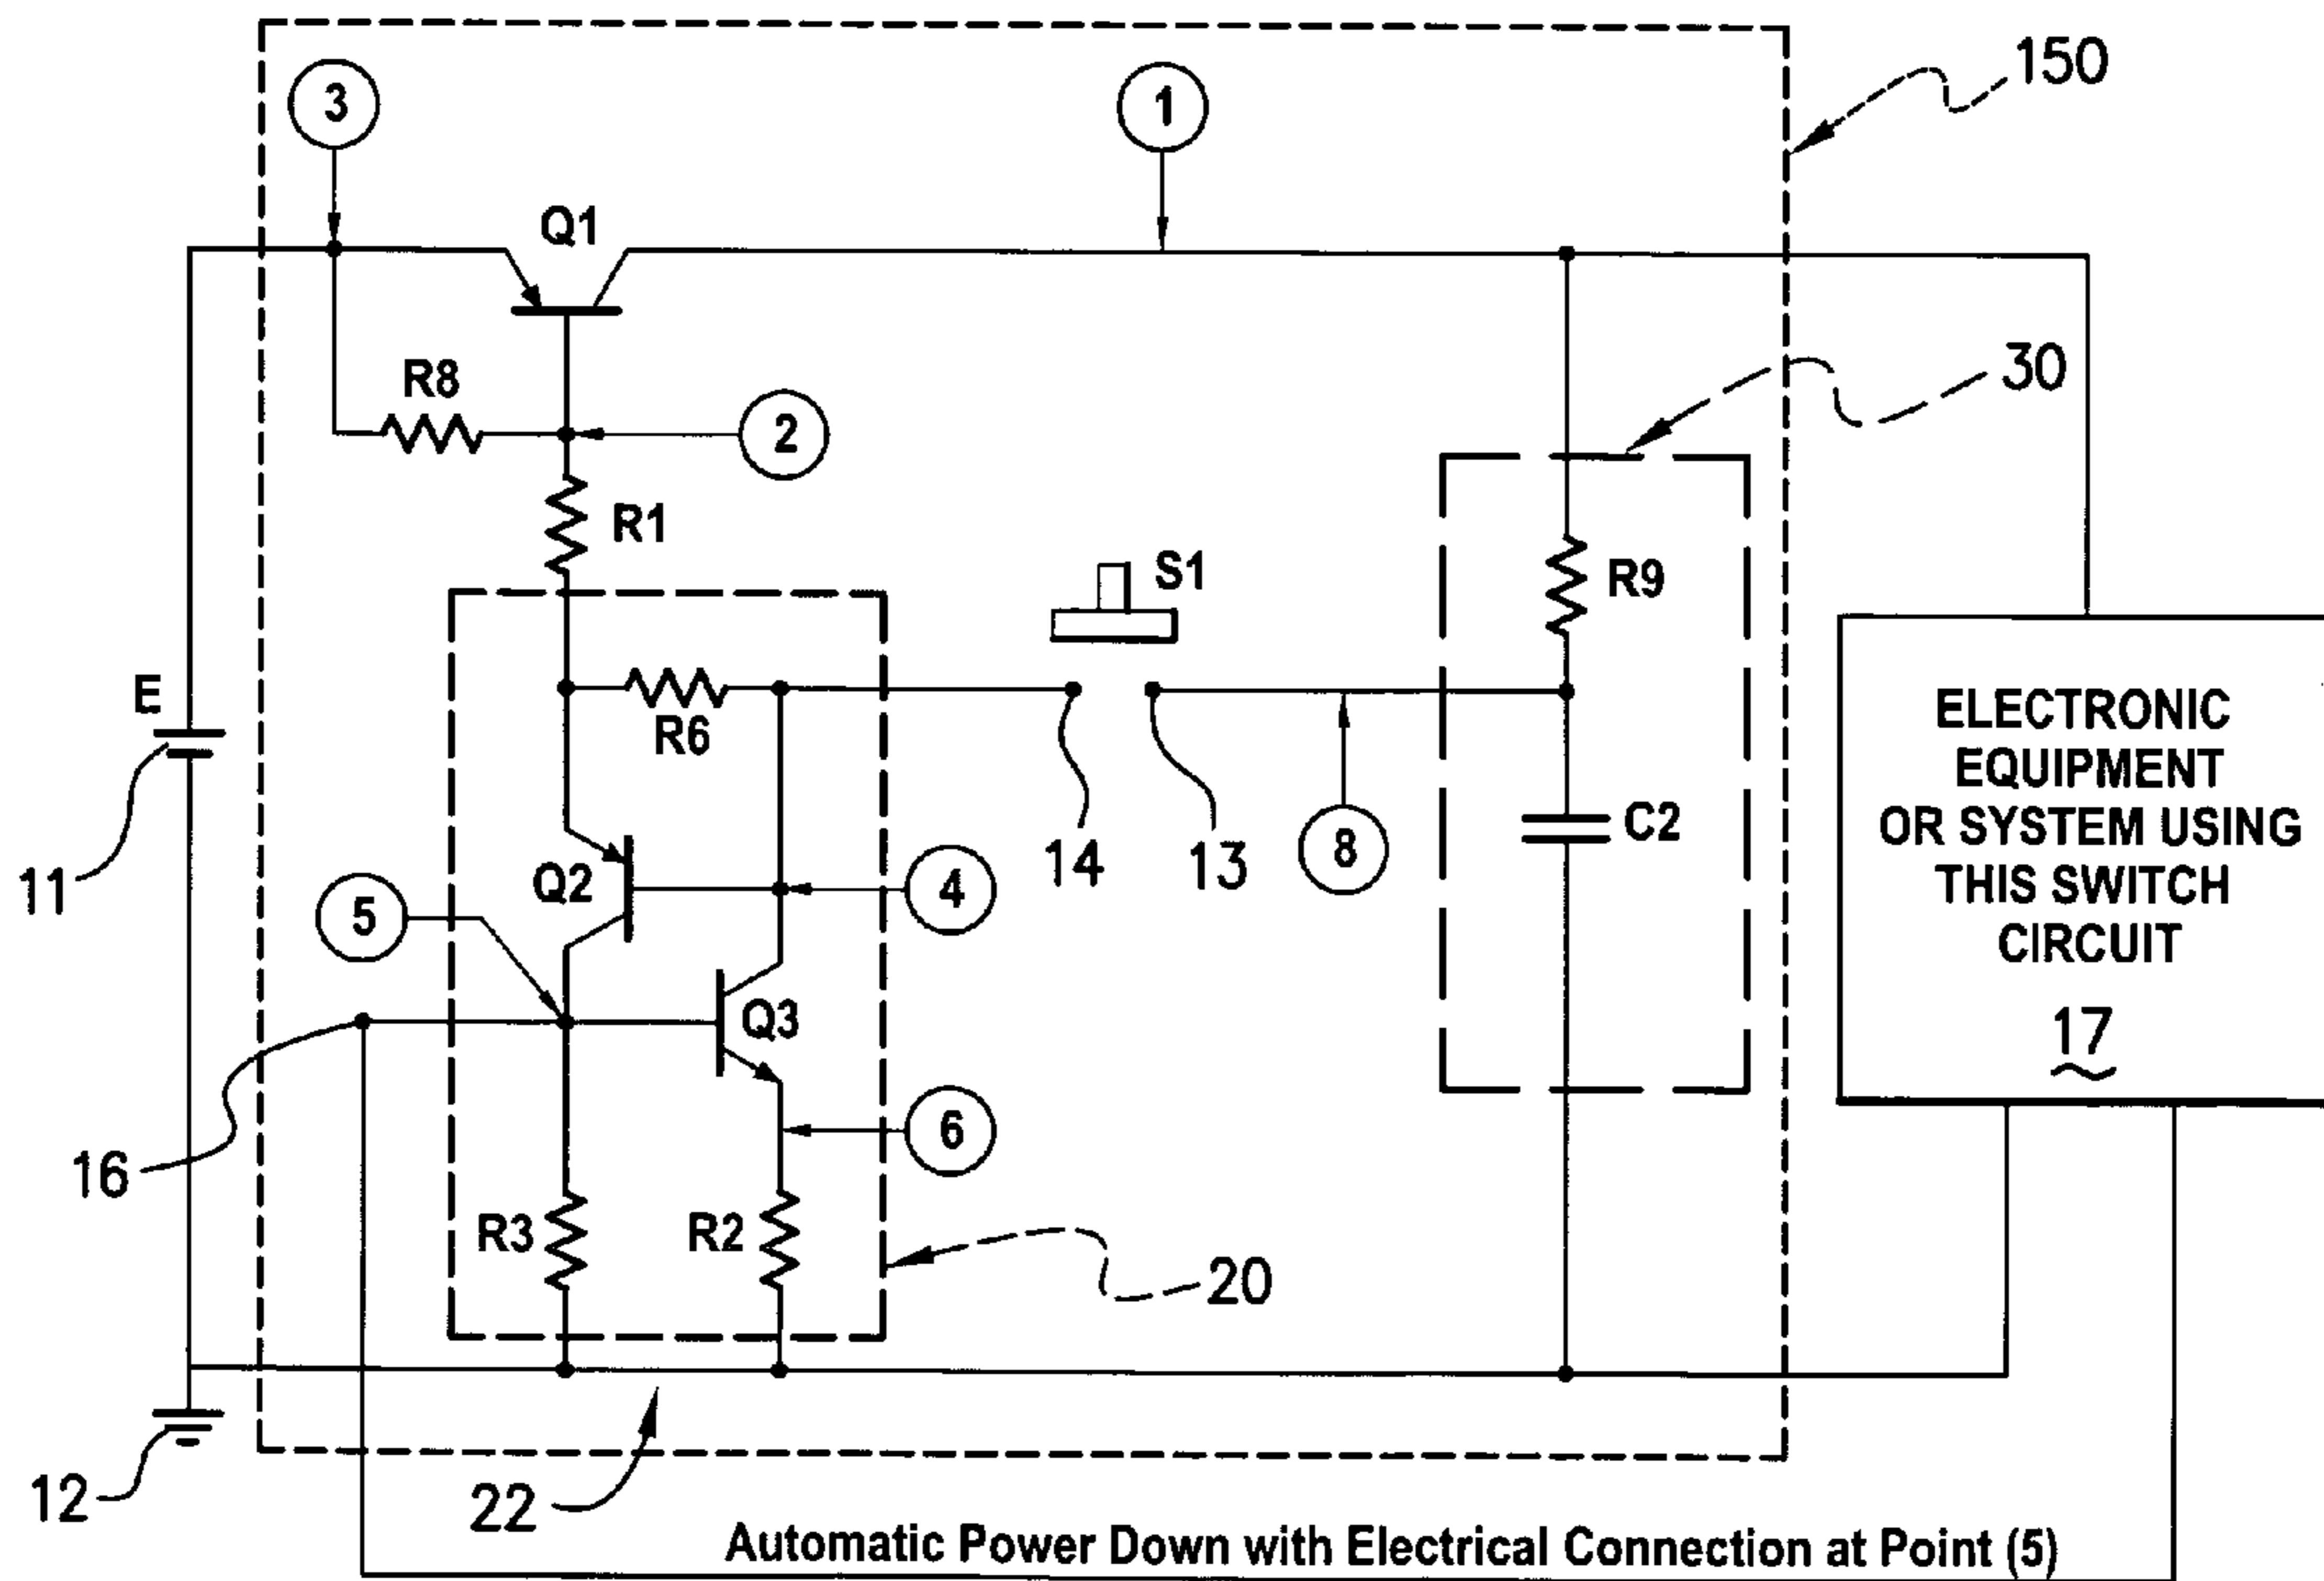 150
3
1
Q1
30
R8
2
R1
S1
R9
E
R6
ELECTRONIC
EQUIPMENT
OR SYSTEM USING
THIS SWITCH
CIRCUIT
17
C2
11
14
13
8
Q2
4
5
Q3
6
16
R3
R2
20
12
22
Automatic Power Down with Electrical Connection at Point (5)